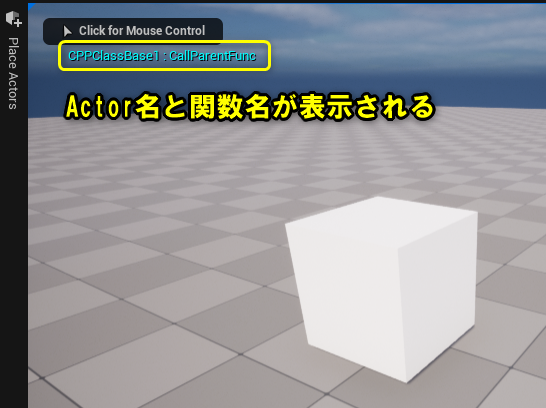 Place Actors
Click for Mouse Control
CPPClassBase1 : CallParentFunc
Actor名と関数名が表示される